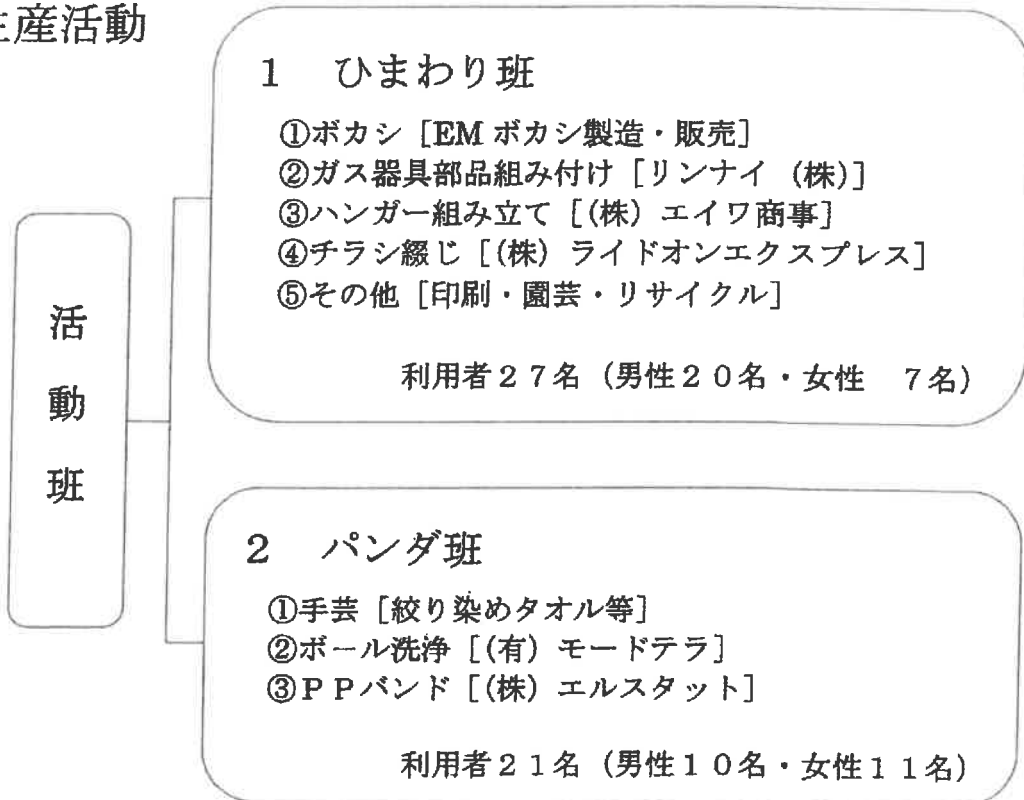 生産活動
活動班
1 ひまわり班
①ボカシ [EM ボカシ製造・販売]
②ガス器具部品組み付け [リンナイ (株)]
③ハンガー組み立て [(株) エイワ商事]
④チラシ綴じ [(株) ライドオンエクスプレス]
⑤その他 [印刷・園芸・リサイクル]
利用者27名 (男性20名・女性 7名)
2 パンダ班
①手芸 [絞り染めタオル等]
②ボール洗浄 [(有) モードテラ]
③PPバンド [(株) エルスタット]
利用者21名 (男性10名・女性11名)